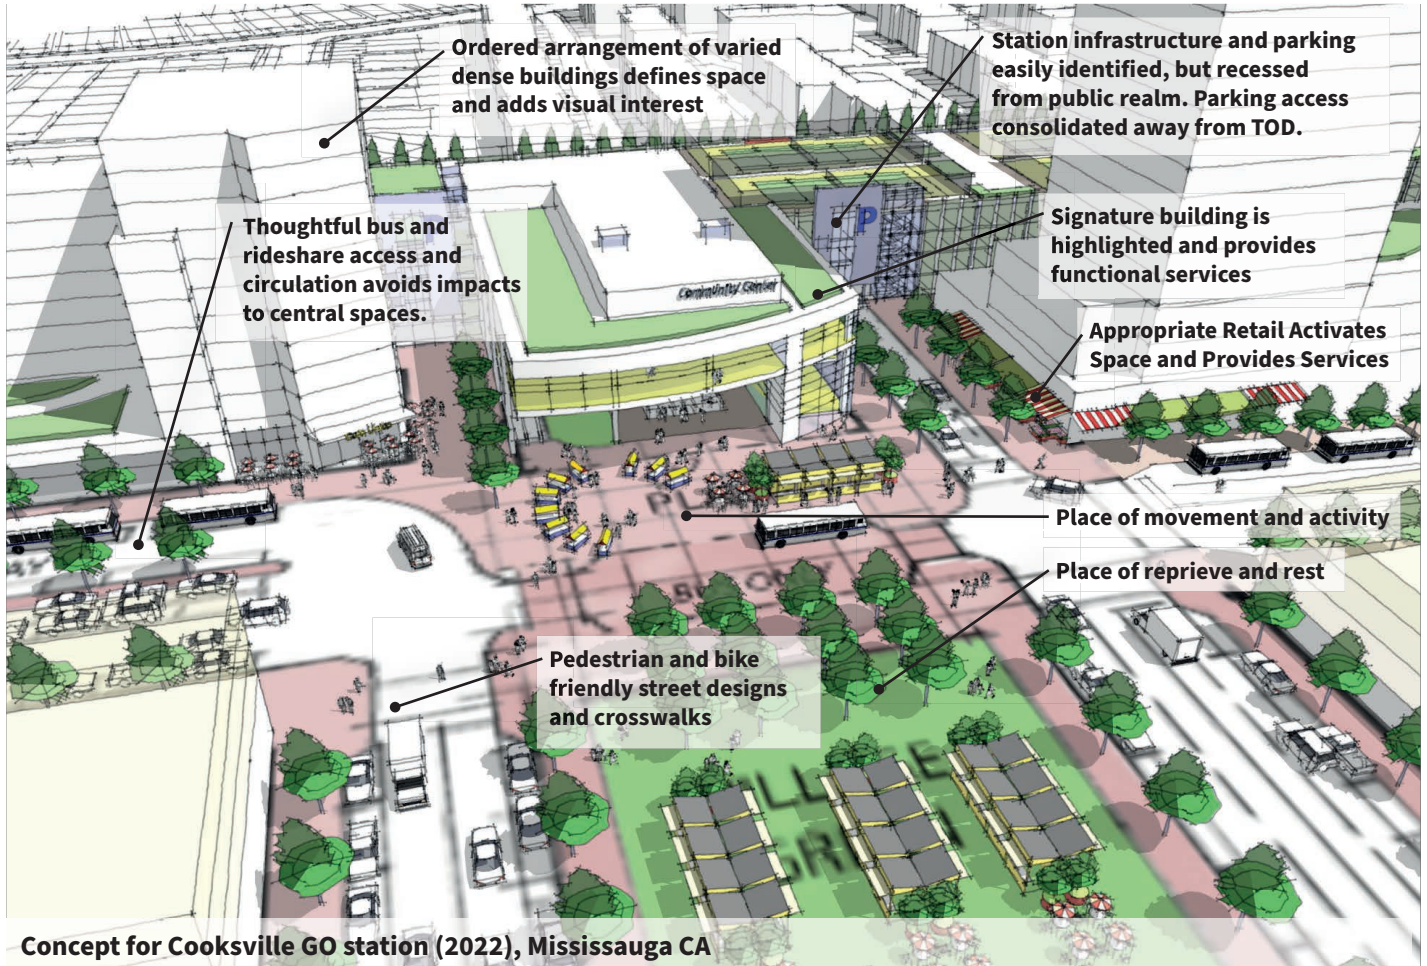 Ordered arrangement of varied
dense buildings defines space
and adds visual interest
Station infrastructure and parking
easily identified, but recessed
from public realm. Parking access
consolidated away from TOD.
Thoughtful bus and
rideshare access and
circulation avoids impacts
to central spaces.
P
Signature building is
highlighted and provides
functional services
Community Center
Appropriate Retail Activates
Space and Provides Services
Place of movement and activity
Place of reprieve and rest
BUS ONLY
Pedestrian and bike
friendly street designs
and crosswalks
VILLAGE
GREEN
Concept for Cooksville GO station (2022), Mississauga CA